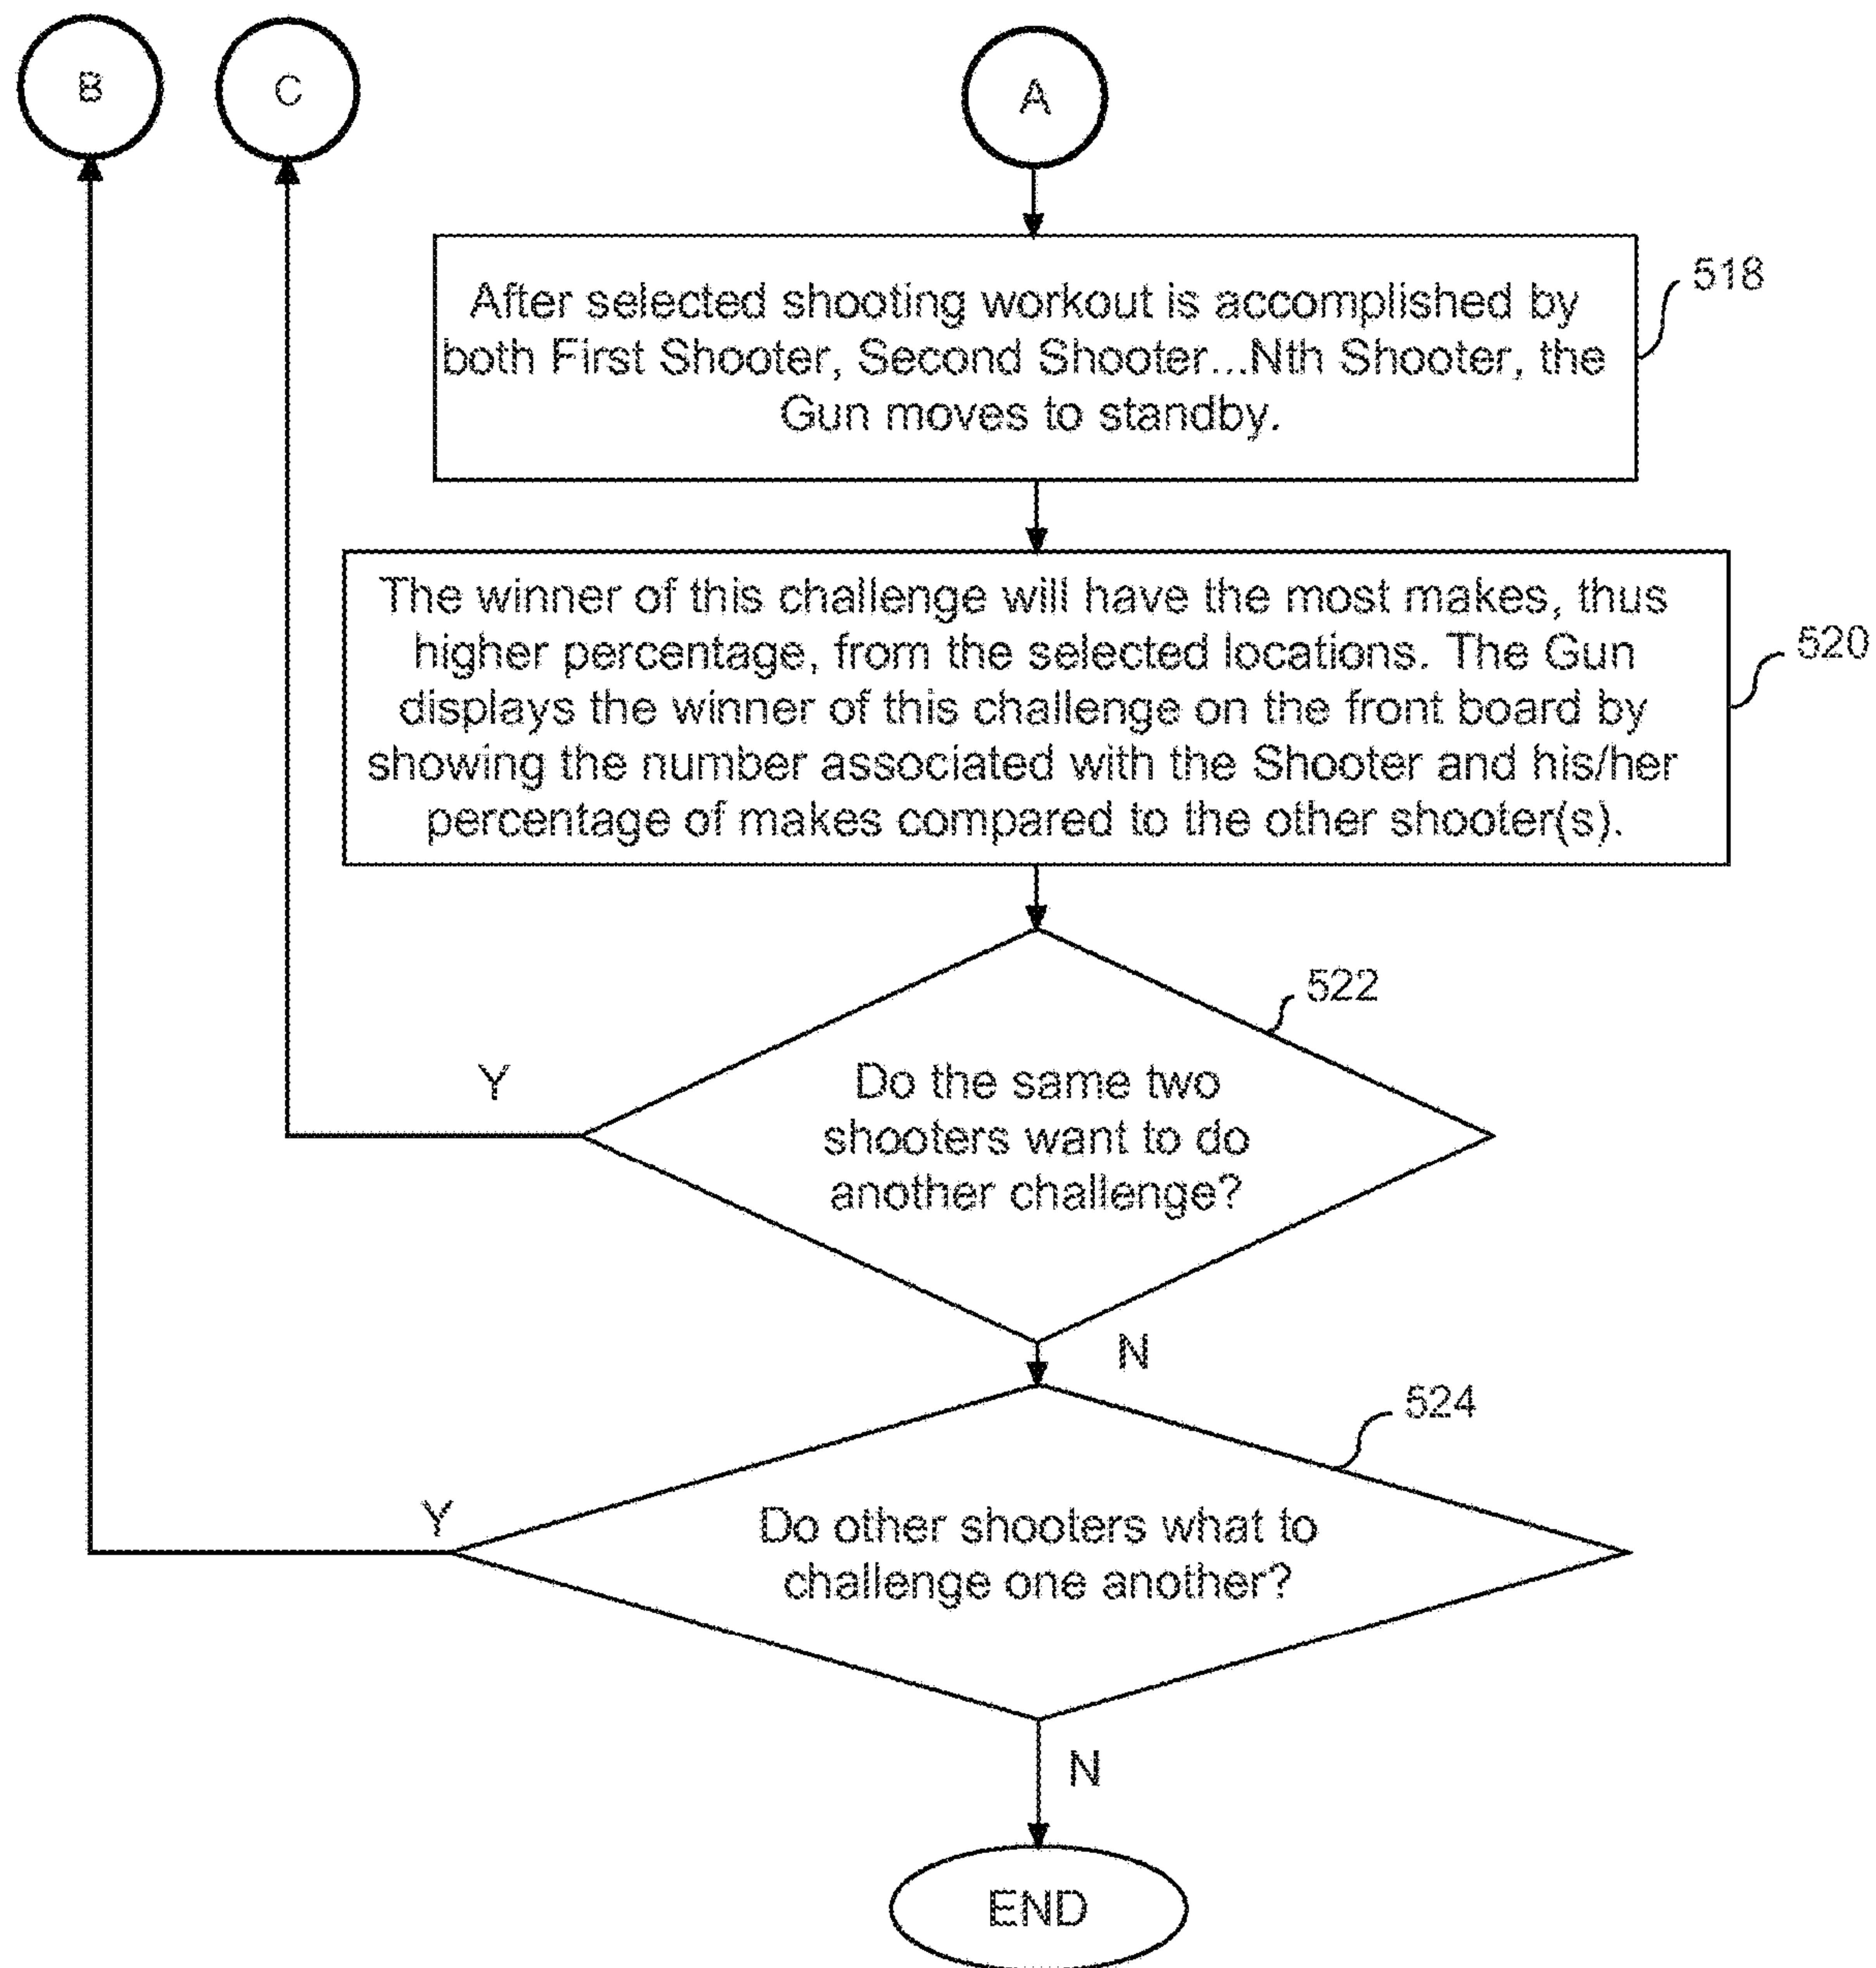 B
C
A
After selected shooting workout is accomplished by
both First Shooter, Second Shooter...Nth Shooter, the
Gun moves to standby.
518
The winner of this challenge will have the most makes, thus
higher percentage, from the selected locations. The Gun
displays the winner of this challenge on the front board by
showing the number associated with the Shooter and his/her
percentage of makes compared to the other shooter(s).
520
522
Y
Do the same two
shooters want to do
another challenge?
N
524
Y
Do other shooters what to
challenge one another?
N
END